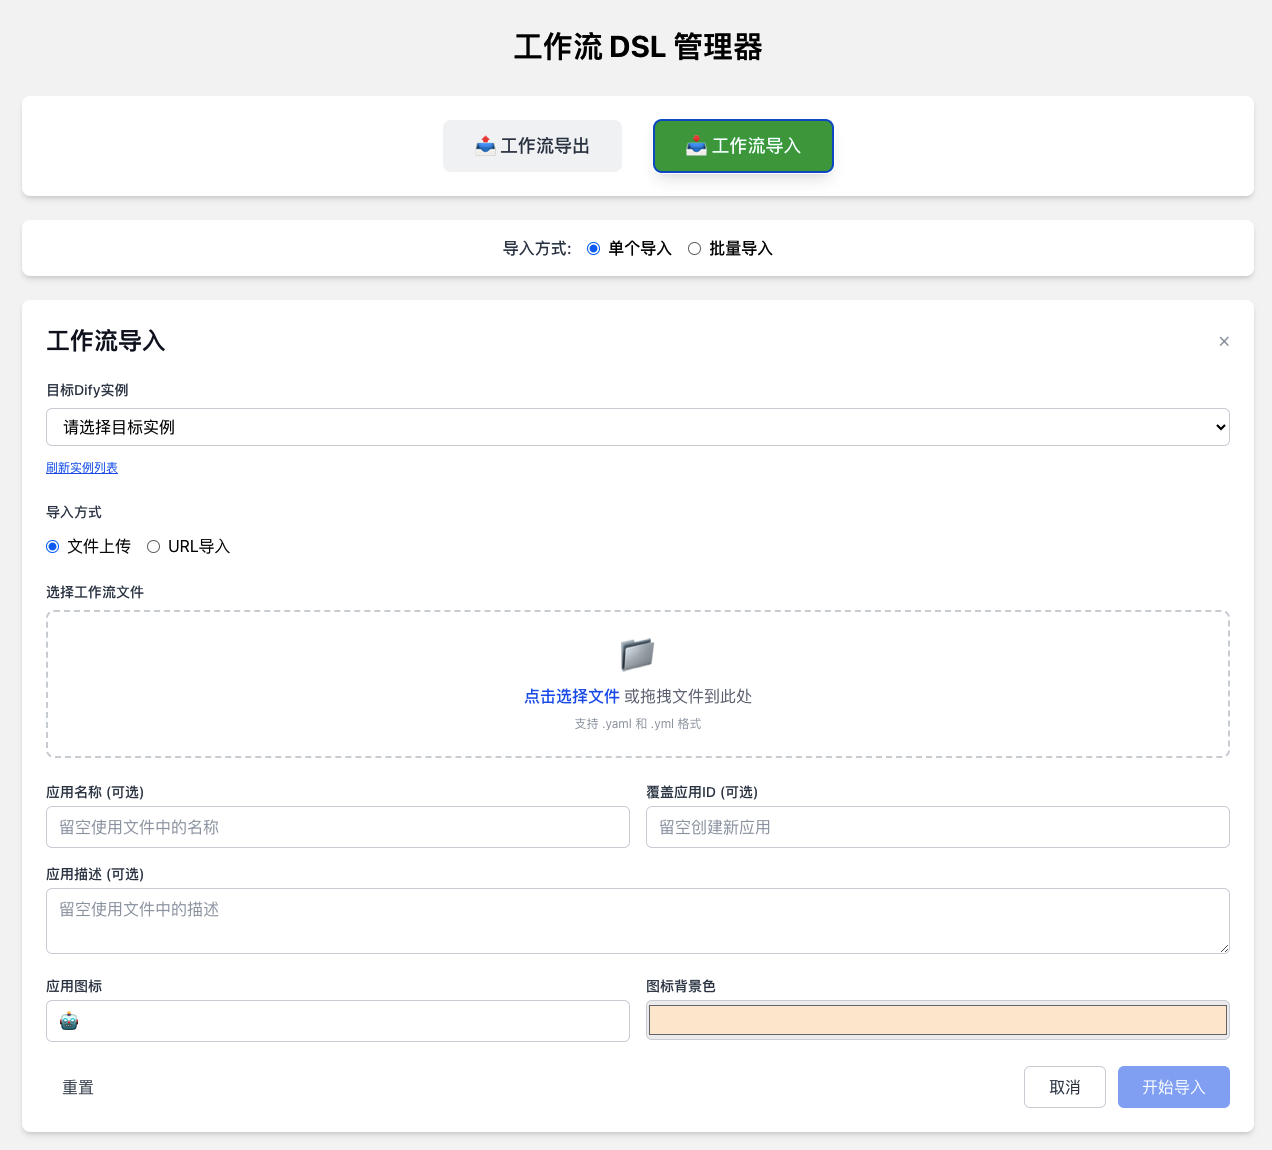 工作流 DSL 管理器
工作流导出
工作流导入
导入方式: 单个导入 批量导入
工作流导入
×
目标Dify实例
请选择目标实例
刷新实例列表
导入方式
文件上传 URL导入
选择工作流文件
点击选择文件 或拖拽文件到此处
支持 .yaml 和 .yml 格式
应用名称 (可选)
留空使用文件中的名称
覆盖应用ID (可选)
留空创建新应用
应用描述 (可选)
留空使用文件中的描述
应用图标
图标背景色
重置
取消
开始导入